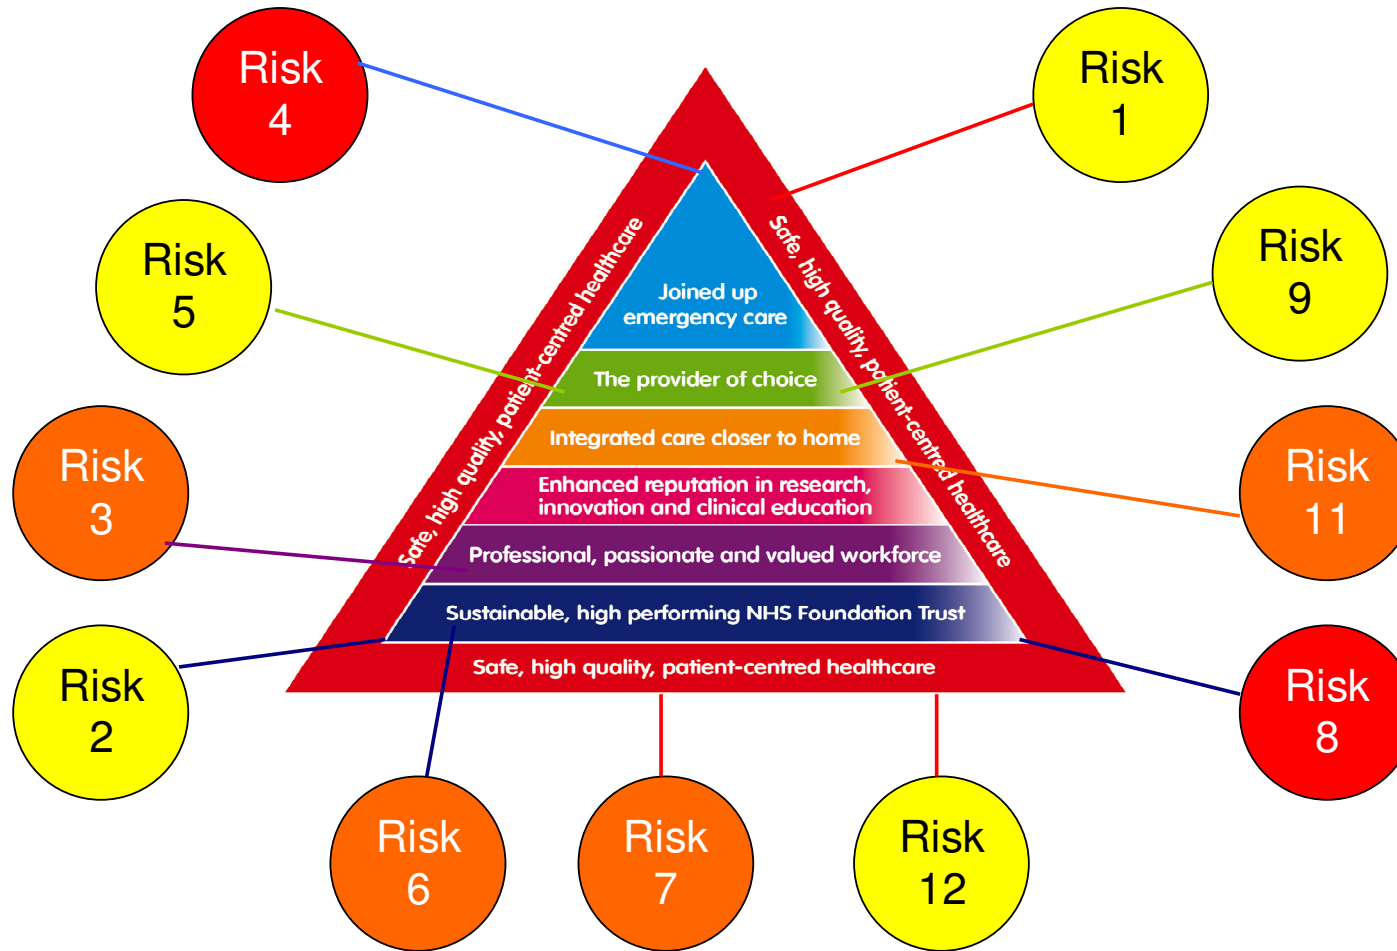 Risk
4
Risk
1
Risk
5
Risk
9
Safe, high quality, patient-centred healthcare
Safe, high quality, patient-centred healthcare
Joined up
emergency care
The provider of choice
Integrated care closer to home
Enhanced reputation in research,
innovation and clinical education
Professional, passionate and valued workforce
Sustainable, high performing NHS Foundation Trust
Safe, high quality, patient-centred healthcare
Risk
3
Risk
11
Risk
2
Risk
8
Risk
6
Risk
7
Risk
12